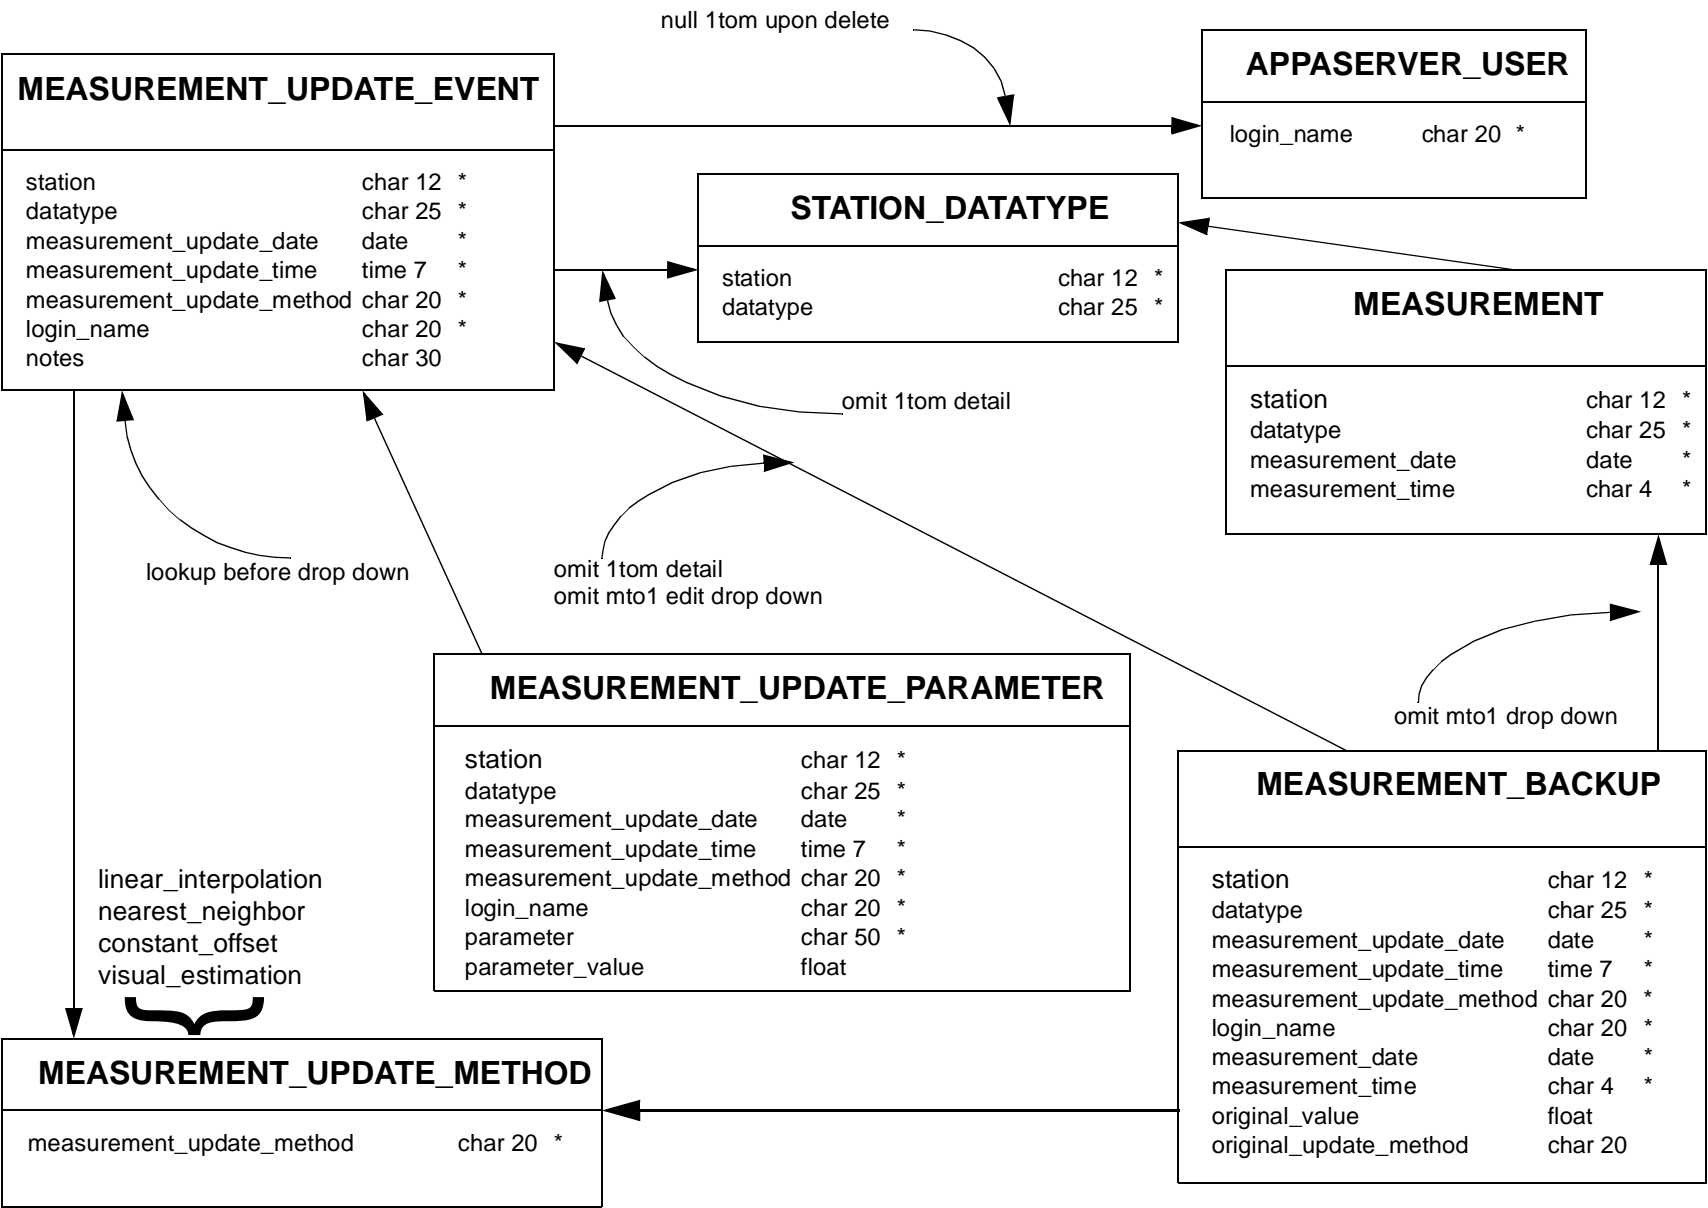 null 1tom upon delete
MEASUREMENT_UPDATE_EVENT
station char 12 *
datatype char 25 *
measurement_update_date date *
measurement_update_time time 7 *
measurement_update_method char 20 *
login_name char 20 *
notes char 30
APPASERVER_USER
login_name char 20 *
STATION_DATATYPE
station char 12 *
datatype char 25 *
MEASUREMENT
station char 12 *
datatype char 25 *
measurement_date date *
measurement_time char 4 *
omit 1tom detail
lookup before drop down
omit 1tom detail
omit mto1 edit drop down
omit mto1 drop down
MEASUREMENT_UPDATE_PARAMETER
station char 12 *
datatype char 25 *
measurement_update_date date *
measurement_update_time time 7 *
measurement_update_method char 20 *
login_name char 20 *
parameter char 50 *
parameter_value float
MEASUREMENT_BACKUP
station char 12 *
datatype char 25 *
measurement_update_date date *
measurement_update_time time 7 *
measurement_update_method char 20 *
login_name char 20 *
measurement_date date *
measurement_time char 4 *
original_value float
original_update_method char 20
linear_interpolation
nearest_neighbor
constant_offset
visual_estimation
MEASUREMENT_UPDATE_METHOD
measurement_update_method char 20 *